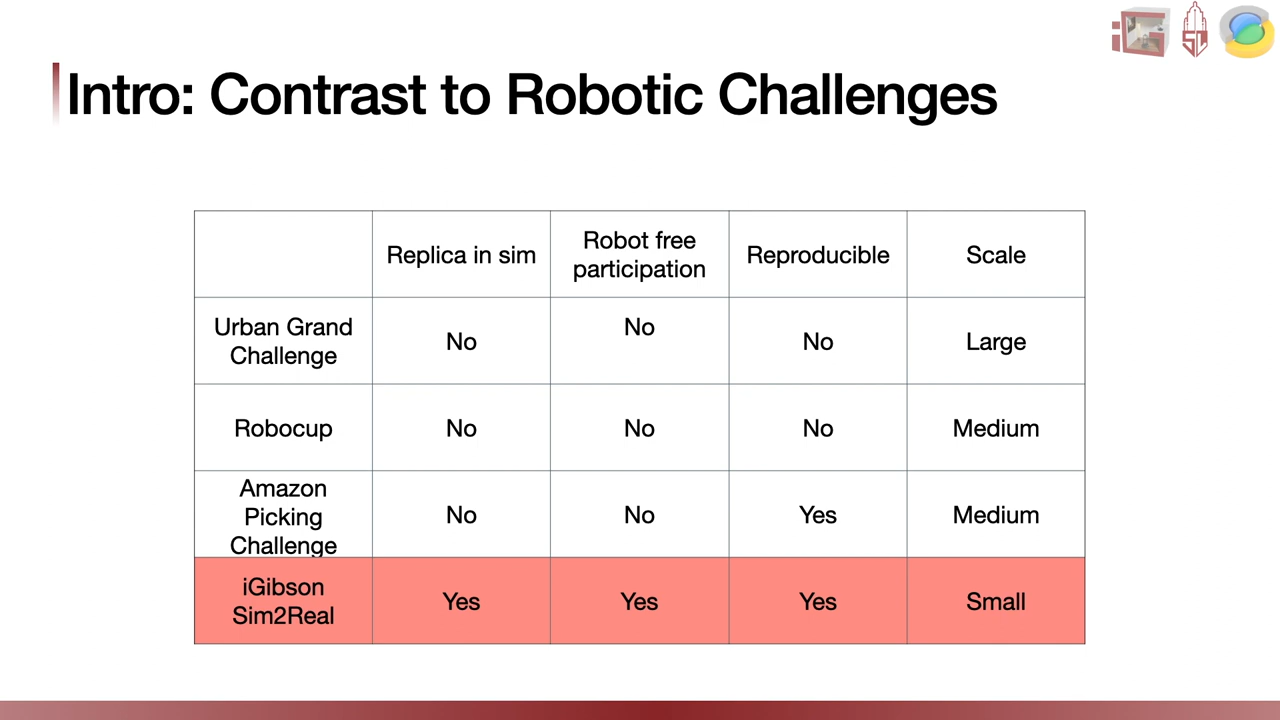 Intro: Contrast to Robotic Challenges
Replica in sim
Robot free
participation
Reproducible
Scale
Urban Grand
Challenge
No
No
No
Large
Robocup
No
No
No
Medium
Amazon
Picking
Challenge
No
No
Yes
Medium
iGibson
Sim2Real
Yes
Yes
Yes
Small